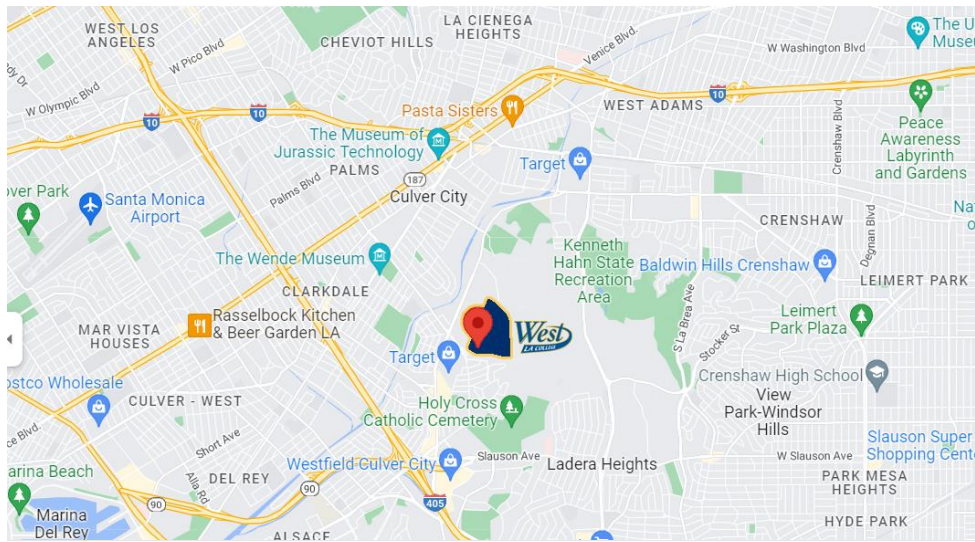 LA CIENEGA
HEIGHTS
WEST LOS
ANGELES
CHEVIOT HILLS
Venice Blvd.
The U
Museu
W Washington Blvd
W Pico Blvd
W Olympic Blvd
10
10
10
Pasta Sisters
WEST ADAMS
Crenshaw Blvd
Peace
Awareness
Labyrinth
and Gardens
The Museum of
Jurassic Technology
PALMS
Target
187
Palms Blvd
Culver City
over Park
Santa Monica
Airport
CRENSHAW
Degnan Blvd
Nat
o
Kenneth
Hahn State
Recreation
Area
The Wende Museum
Baldwin Hills Crenshaw
LEIMERT PARK
CLARKDALE
S La Brea Ave
Rasselbock Kitchen
& Beer Garden LA
MAR VISTA
HOUSES
West
LA COLLEGE
Leimert
Park Plaza
Stocker St
Target
ostco Wholesale
Crenshaw High School
View
Park-Windsor
Hills
CULVER - WEST
Holy Cross
Catholic Cemetery
Short Ave
Slauson Super
Shopping Cente
Slauson Ave
W Slauson Ave
Westfield Culver City
Ladera Heights
arina Beach
DEL REY
Alla Rd
PARK MESA
HEIGHTS
90
90
405
Marina
Del Rey
HYDE PARK
ALSACE